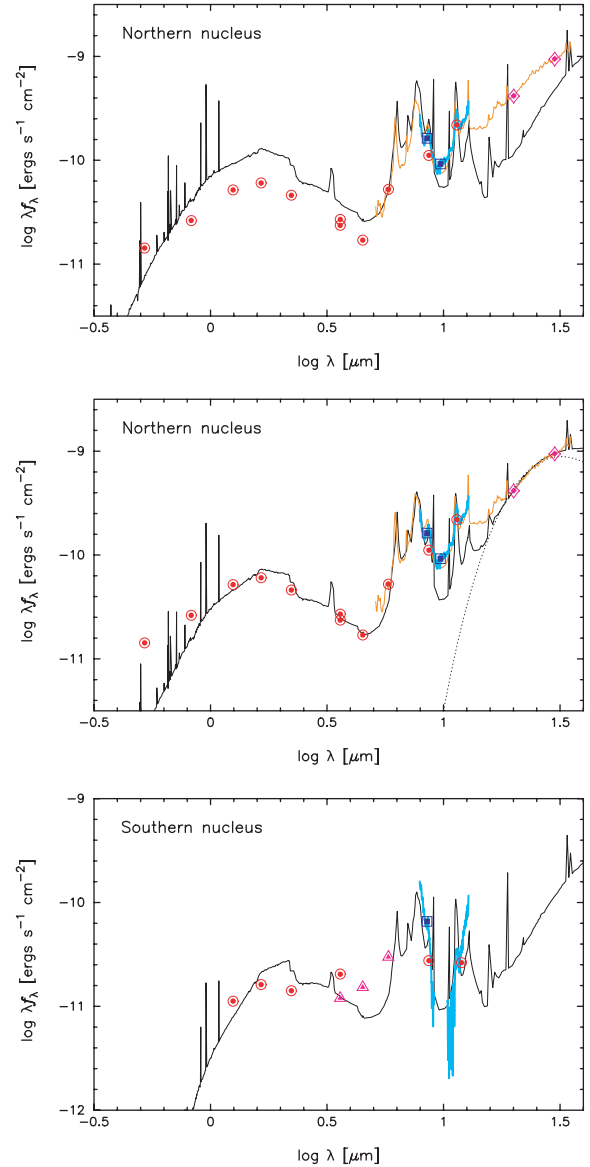 Northern nucleus
log λf_λ [ergs s⁻¹ cm⁻²]
−9
−10
−11
−0.5 0 0.5 1 1.5
log λ [μm]
Northern nucleus
log λf_λ [ergs s⁻¹ cm⁻²]
−9
−10
−11
−0.5 0 0.5 1 1.5
log λ [μm]
Southern nucleus
log λf_λ [ergs s⁻¹ cm⁻²]
−9
−10
−11
−12
−0.5 0 0.5 1 1.5
log λ [μm]